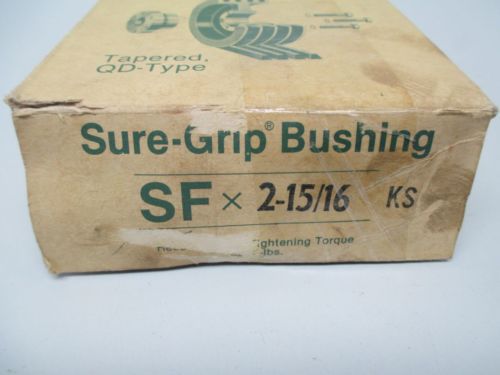 Tapered,
QD-Type
Sure-Grip® Bushing
SF × 2-15/16 KS
ightening Torque
-lbs.